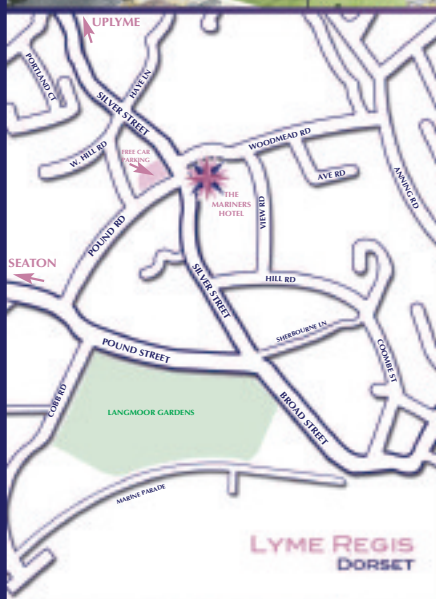 UPLYME
PORTLAND CT
HAYE LN
SILVER STREET
WOODMEAD RD
W. HILL RD
FREE CAR
PARKING
AVE RD
ANNING RD
THE
MARINERS
HOTEL
VIEW RD
POUND RD
SEATON
SILVER STREET
HILL RD
SHERBOURNE LN
POUND STREET
COOMBE ST
COBB RD
BROAD STREET
LANGMOOR GARDENS
MARINE PARADE
LYME REGIS
DORSET